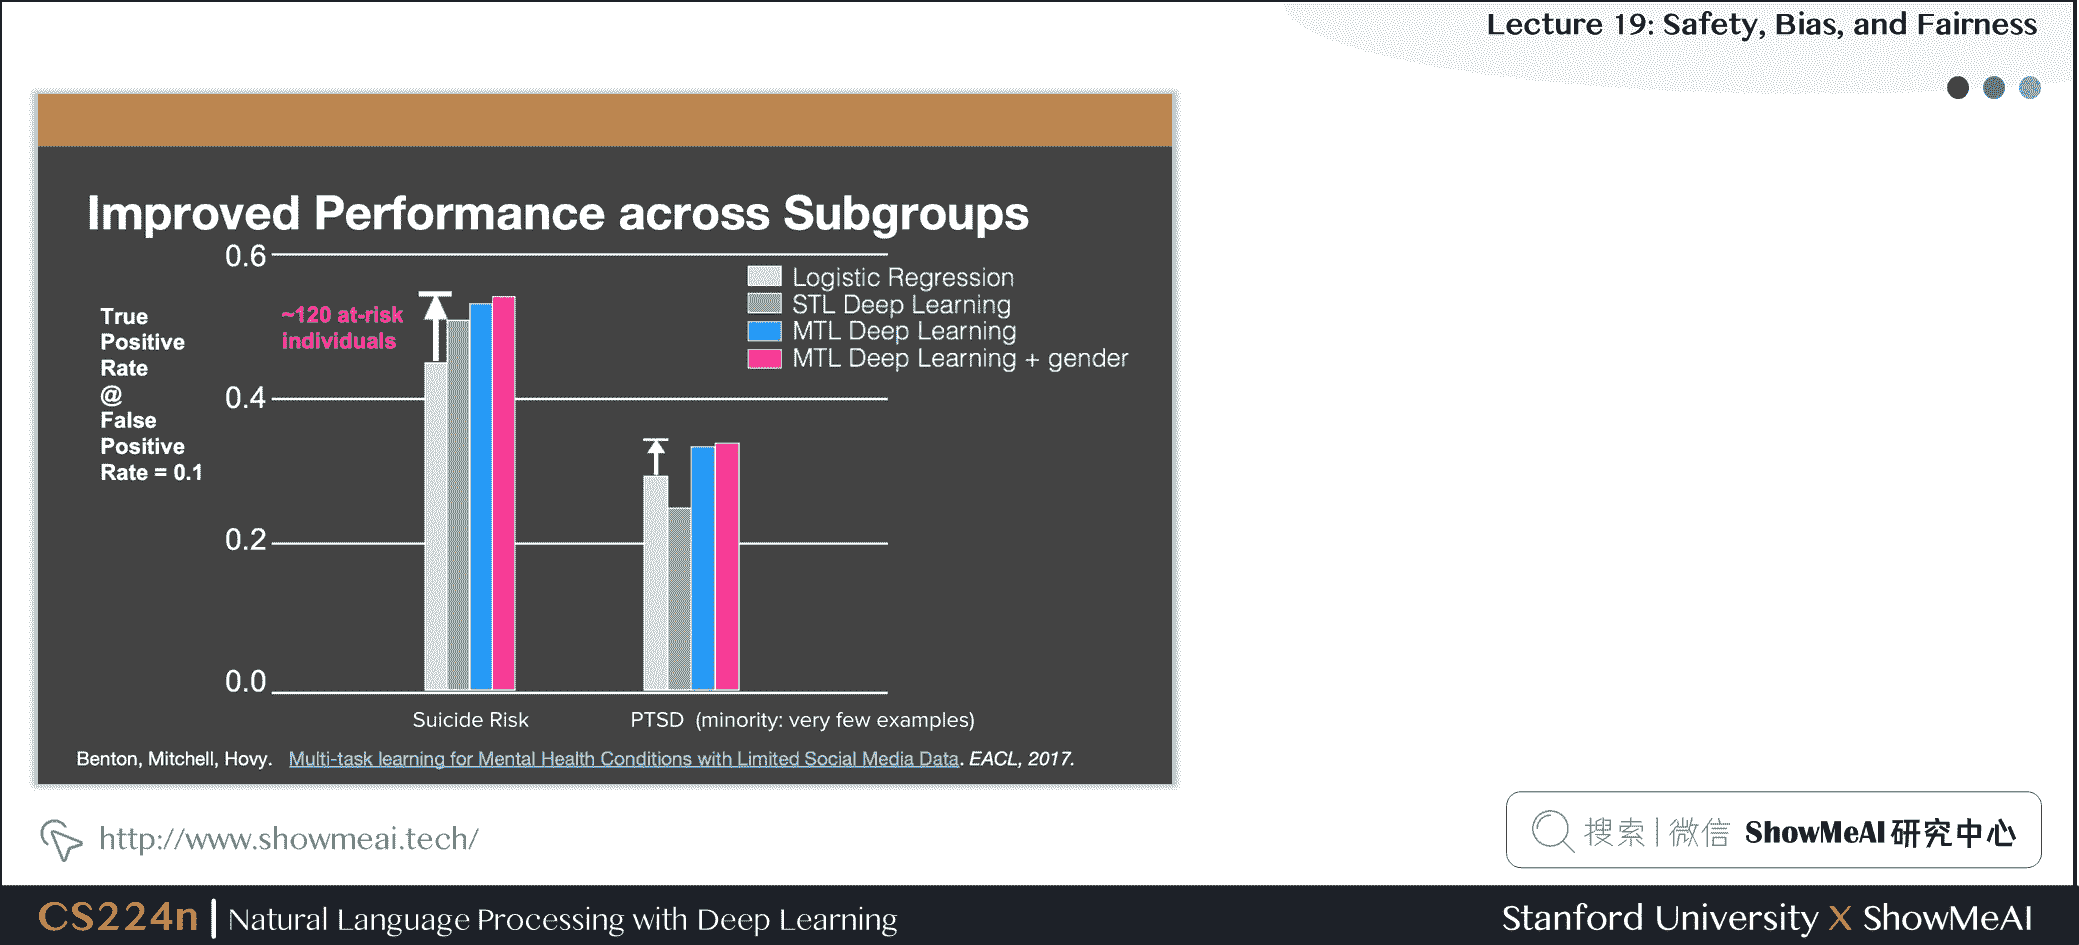 Lecture 19: Safety, Bias, and Fairness
Improved Performance across Subgroups
True
Positive
Rate
@
False
Positive
Rate = 0.1
0.6
0.4
0.2
0.0
~120 at-risk
individuals
Logistic Regression
STL Deep Learning
MTL Deep Learning
MTL Deep Learning + gender
Suicide Risk
PTSD (minority: very few examples)
Benton, Mitchell, Hovy. Multi-task learning for Mental Health Conditions with Limited Social Media Data. EACL, 2017.
http://www.showmeai.tech/
搜索 | 微信 ShowMeAI 研究中心
CS224n | Natural Language Processing with Deep Learning
Stanford University X ShowMeAI